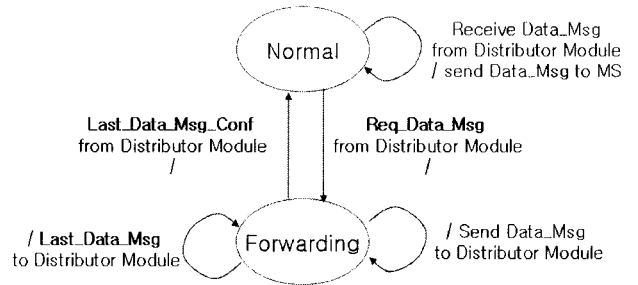 Normal
Receive Data_Msg
from Distributor Module
/ send Data_Msg to MS
Last_Data_Msg_Conf
from Distributor Module
/
Req_Data_Msg
from Distributor Module
/
/ Last_Data_Msg
to Distributor Module
Forwarding
/ Send Data_Msg
to Distributor Module